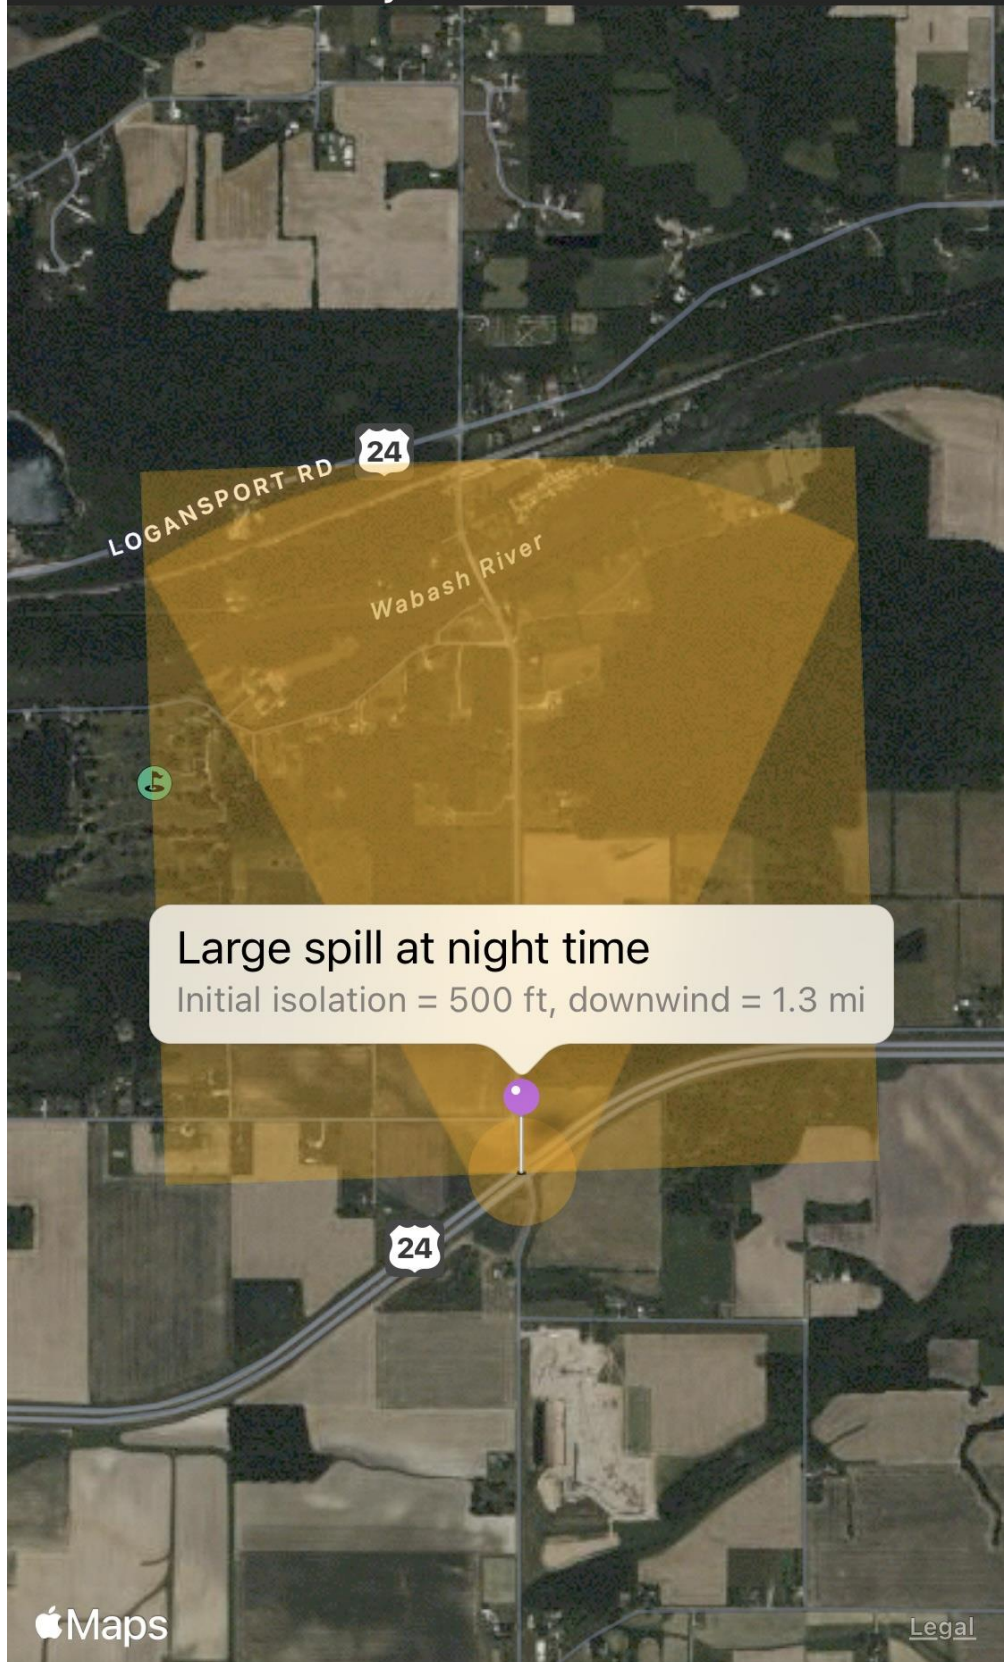 24
LOGANSPORT RD
Wabash River
Large spill at night time
Initial isolation = 500 ft, downwind = 1.3 mi
24
Maps
Legal